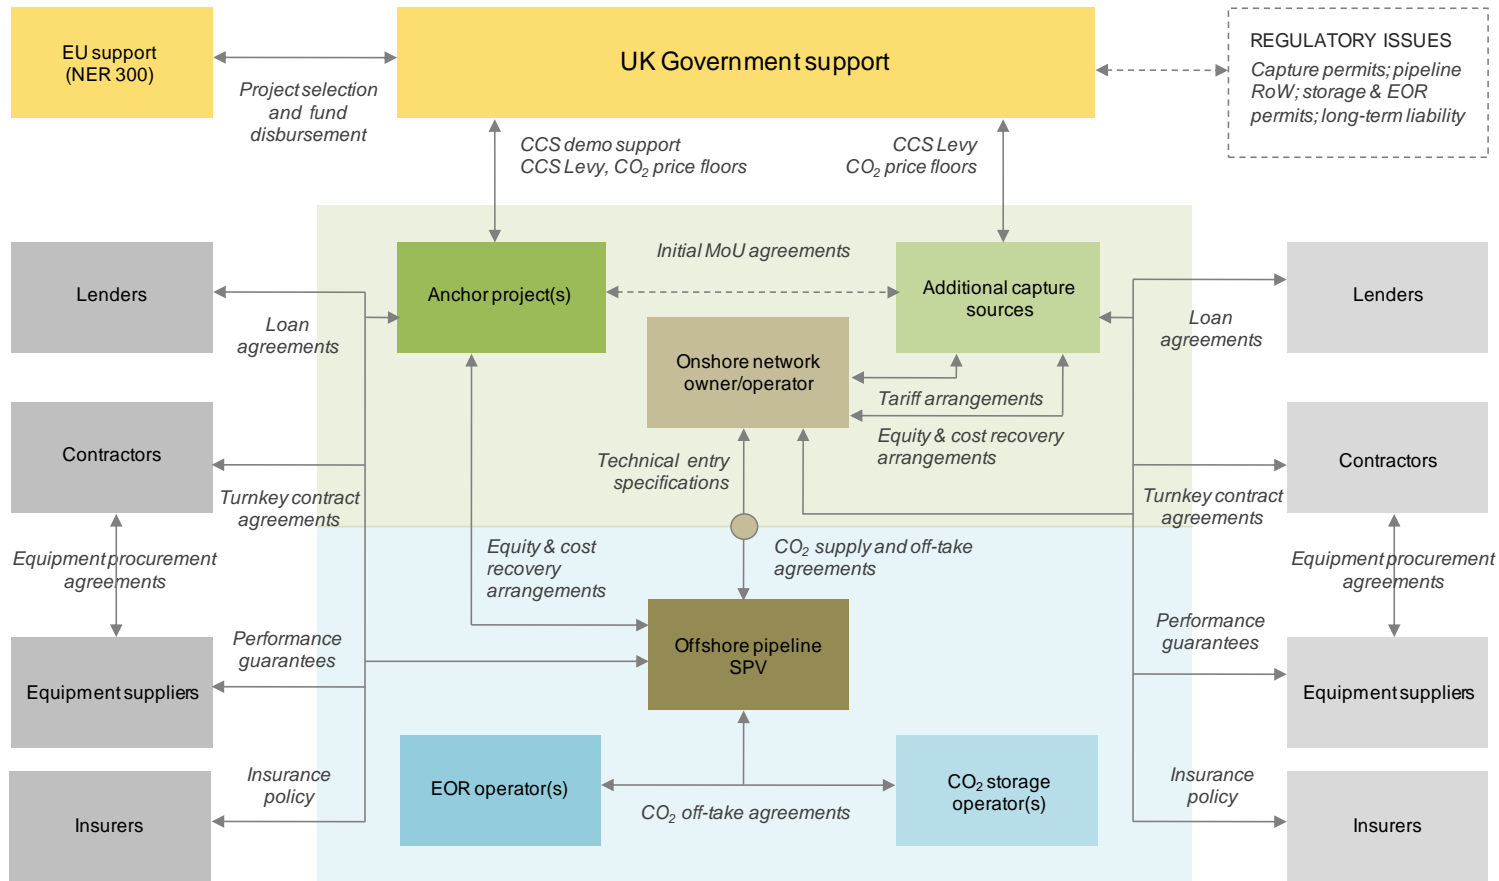 EU support
(NER 300)
UK Government support
REGULATORY ISSUES
Capture permits; pipeline
RoW; storage & EOR
permits; long-term liability
Project selection
and fund
disbursement
CCS demo support
CCS Levy, CO₂ price floors
CCS Levy
CO₂ price floors
Lenders
Anchor project(s)
Initial MoU agreements
Additional capture
sources
Lenders
Loan
agreements
Loan
agreements
Onshore network
owner/operator
Tariff arrangements
Equity & cost recovery
arrangements
Contractors
Technical entry
specifications
Contractors
Turnkey contract
agreements
Turnkey contract
agreements
Equipment procurement
agreements
Equity & cost
recovery
arrangements
CO₂ supply and off-take
agreements
Equipment procurement
agreements
Performance
guarantees
Offshore pipeline
SPV
Performance
guarantees
Equipment suppliers
Equipment suppliers
Insurance
policy
EOR operator(s)
CO₂ storage
operator(s)
Insurance
policy
CO₂ off-take agreements
Insurers
Insurers